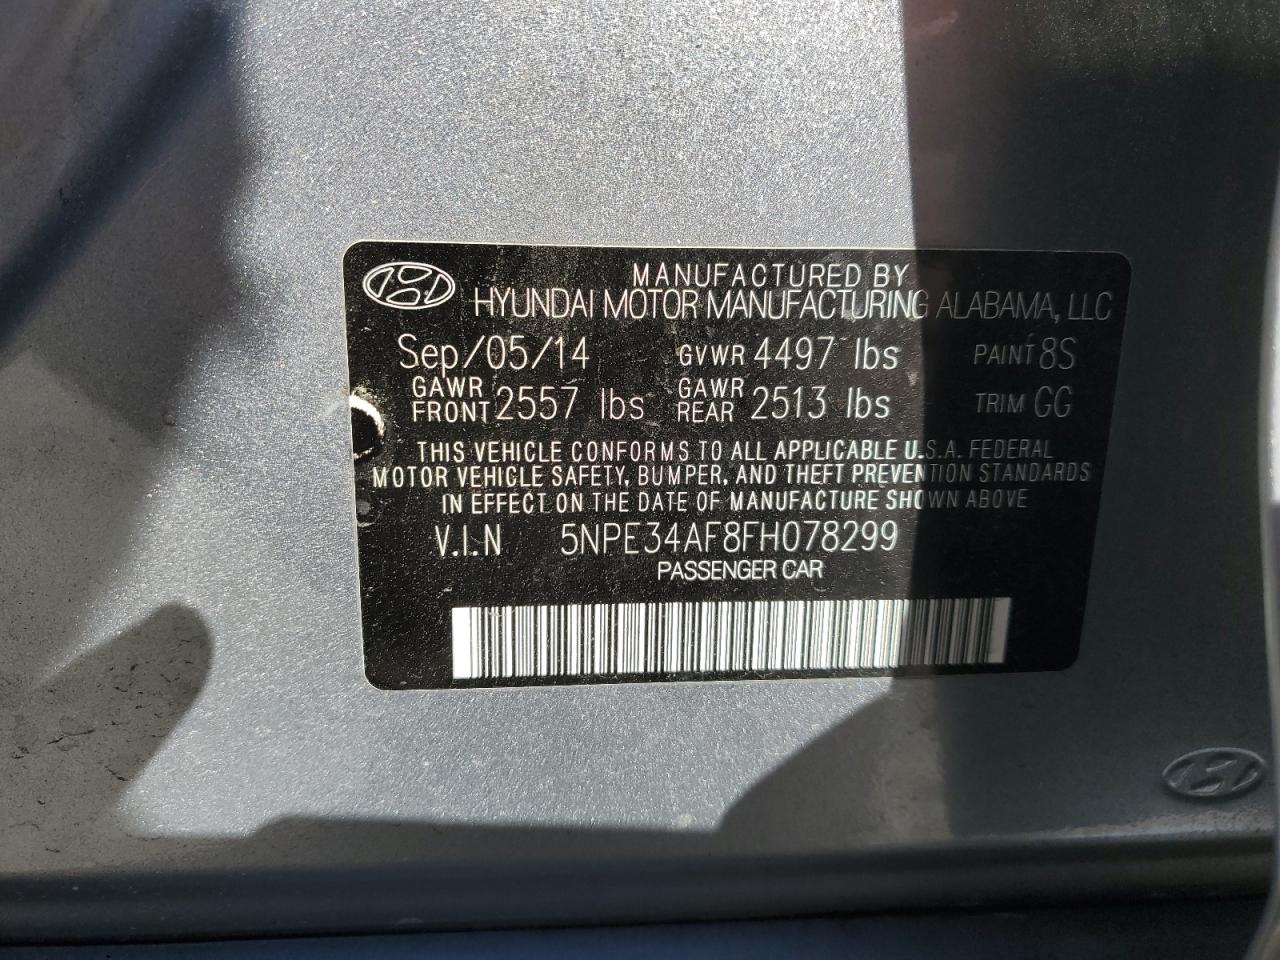 MANUFACTURED BY
HYUNDAI MOTOR MANUFACTURING ALABAMA, LLC
Sep/05/14 GVWR 4497 lbs PAINT 8S
GAWR FRONT 2557 lbs GAWR REAR 2513 lbs TRIM GG
THIS VEHICLE CONFORMS TO ALL APPLICABLE U.S.A. FEDERAL
MOTOR VEHICLE SAFETY, BUMPER, AND THEFT PREVENTION STANDARDS
IN EFFECT ON THE DATE OF MANUFACTURE SHOWN ABOVE
V.I.N 5NPE34AF8FH078299
PASSENGER CAR